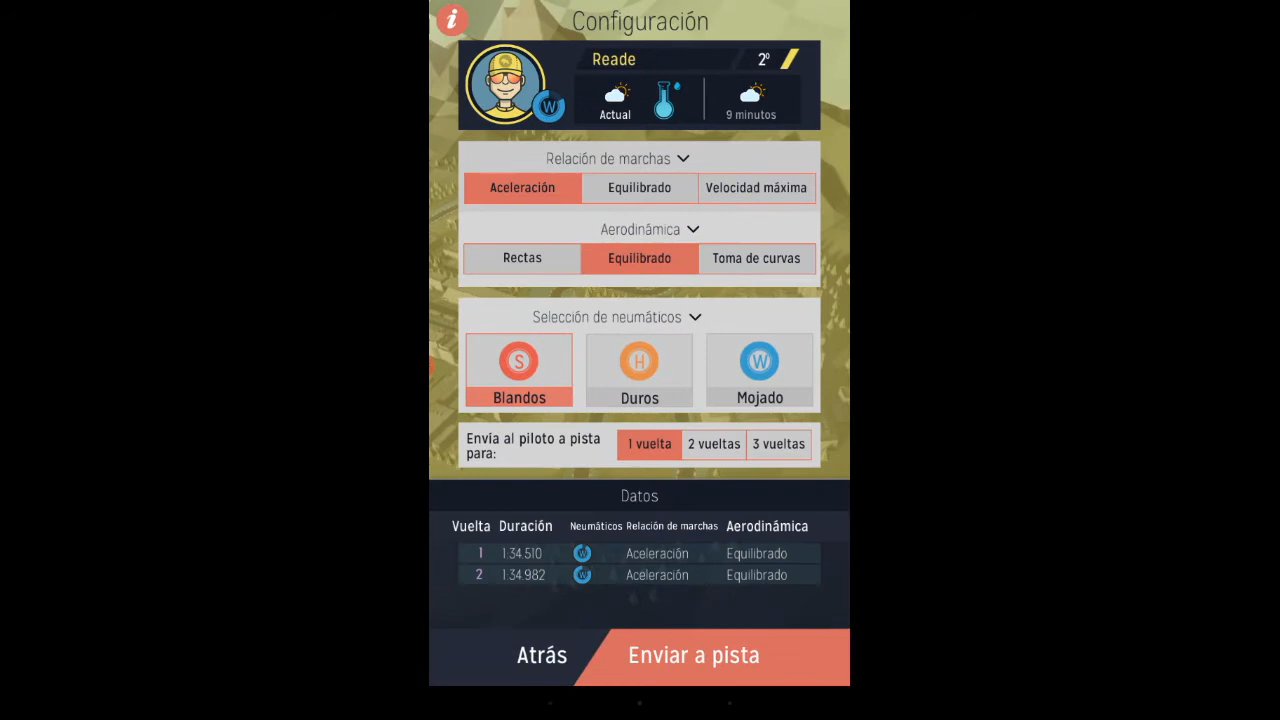 i
Configuración
Reade 2º
W
Actual 9 minutos
Relación de marchas
Aceleración Equilibrado Velocidad máxima
Aerodinámica
Rectas Equilibrado Toma de curvas
Selección de neumáticos
S H W
Blandos Duros Mojado
Envía al piloto a pista
para:
1 vuelta 2 vueltas 3 vueltas
Datos
Vuelta Duración Neumáticos Relación de marchas Aerodinámica
1 1:34.510 W Aceleración Equilibrado
2 1:34.982 W Aceleración Equilibrado
Atrás Enviar a pista